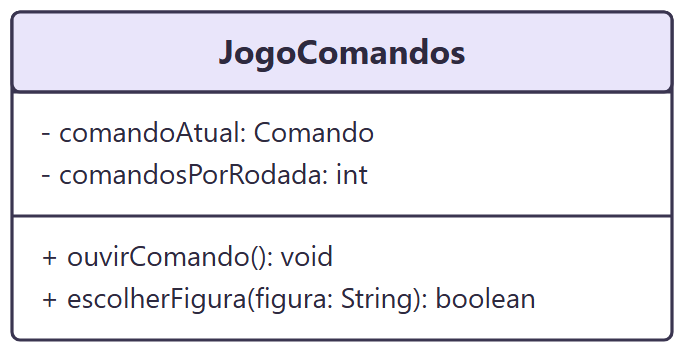 JogoComandos
- comandoAtual: Comando
- comandosPorRodada: int
+ ouvirComando(): void
+ escolherFigura(figura: String): boolean